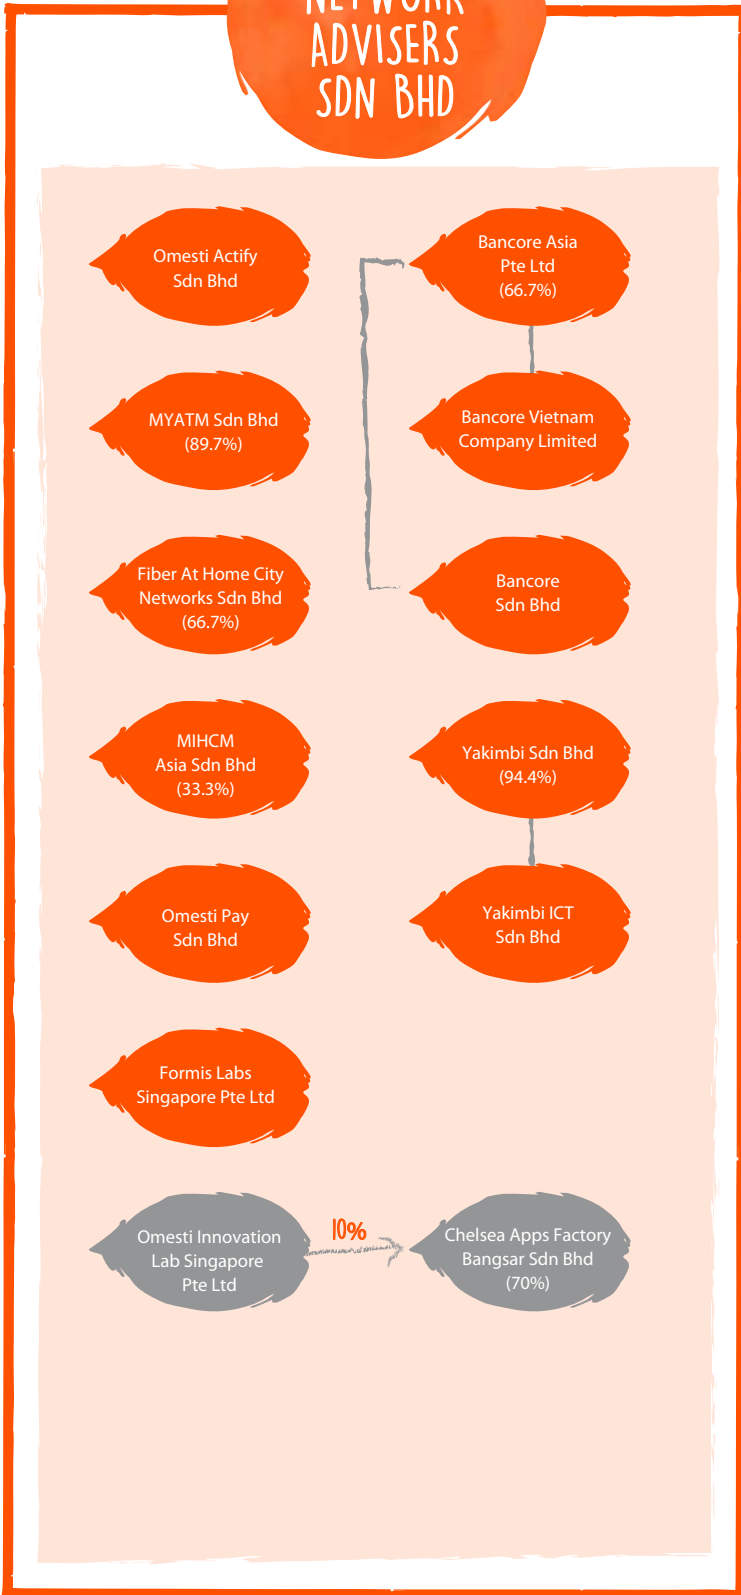 NETWORK
ADVISERS
SDN BHD
Omesti Actify
Sdn Bhd
Bancore Asia
Pte Ltd
(66.7%)
MYATM Sdn Bhd
(89.7%)
Bancore Vietnam
Company Limited
Fiber At Home City
Networks Sdn Bhd
(66.7%)
Bancore
Sdn Bhd
MIHCM
Asia Sdn Bhd
(33.3%)
Yakimbi Sdn Bhd
(94.4%)
Omesti Pay
Sdn Bhd
Yakimbi ICT
Sdn Bhd
Formis Labs
Singapore Pte Ltd
Omesti Innovation
Lab Singapore
Pte Ltd
10%
Chelsea Apps Factory
Bangsar Sdn Bhd
(70%)